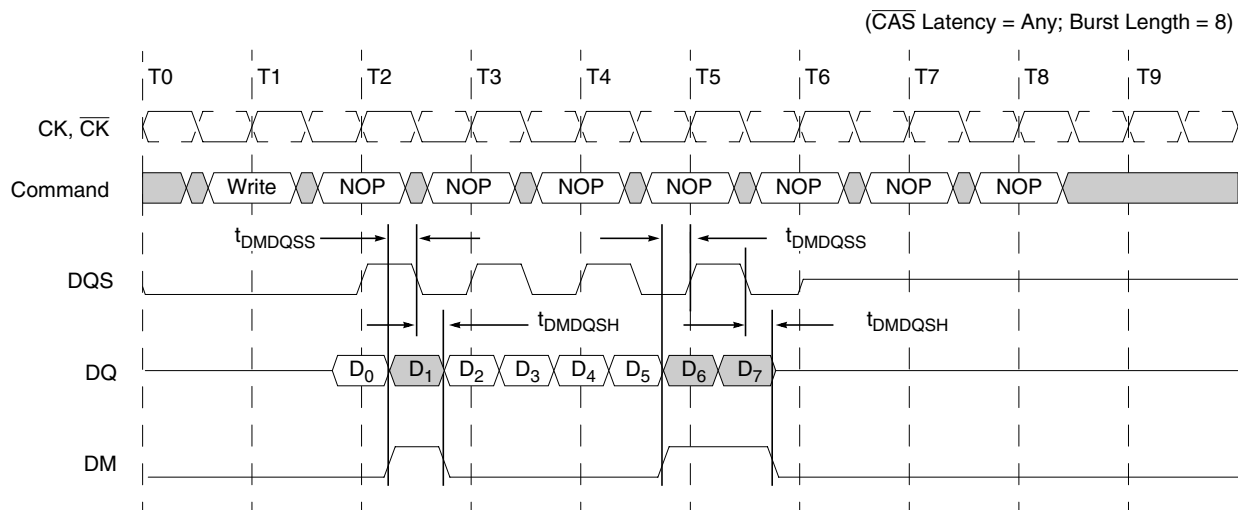 (C̅A̅S̅ Latency = Any; Burst Length = 8)
T0 T1 T2 T3 T4 T5 T6 T7 T8 T9
CK, C̅K̅
Command Write NOP NOP NOP NOP NOP NOP NOP
tDMDQSS tDMDQSS
DQS
tDMDQSH tDMDQSH
DQ D0 D1 D2 D3 D4 D5 D6 D7
DM